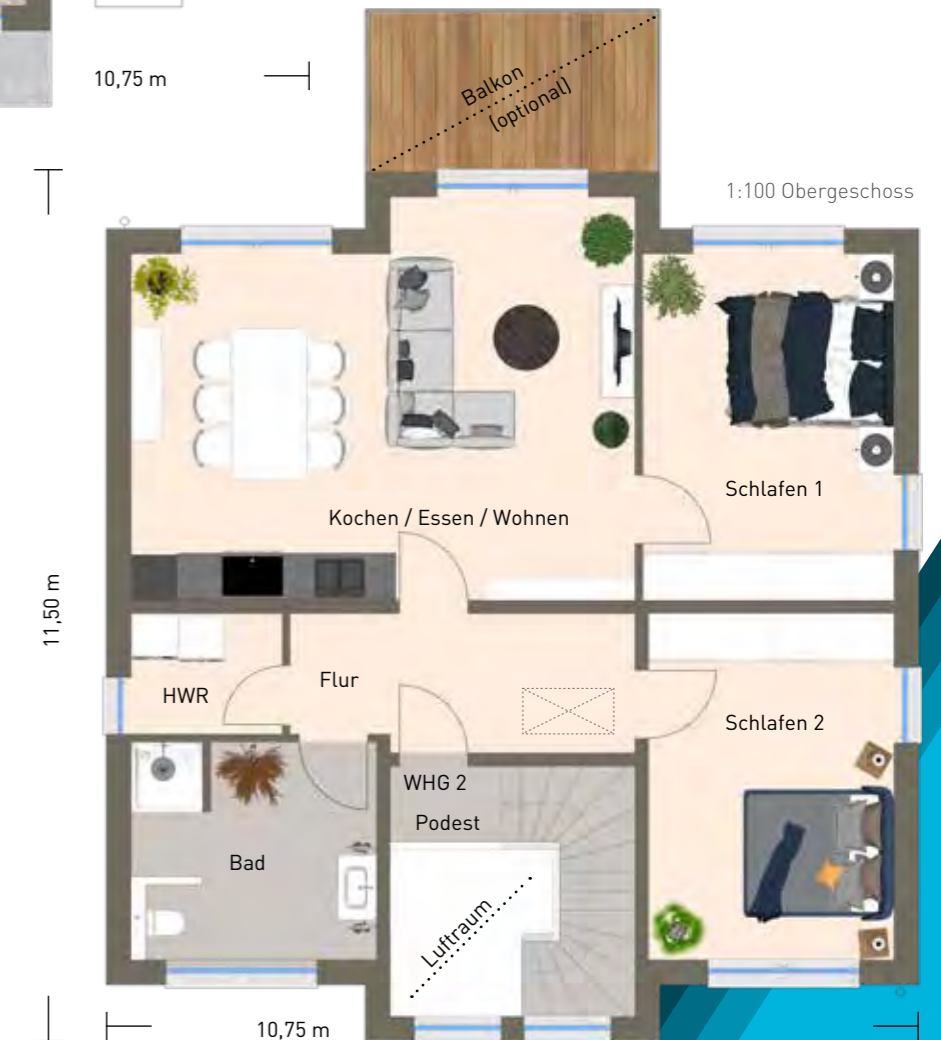 10,75 m
Balkon
(optional)
1:100 Obergeschoss
Schlafen 1
Kochen / Essen / Wohnen
11,50 m
HWR
Flur
Schlafen 2
WHG 2
Podest
Bad
Luftraum
10,75 m